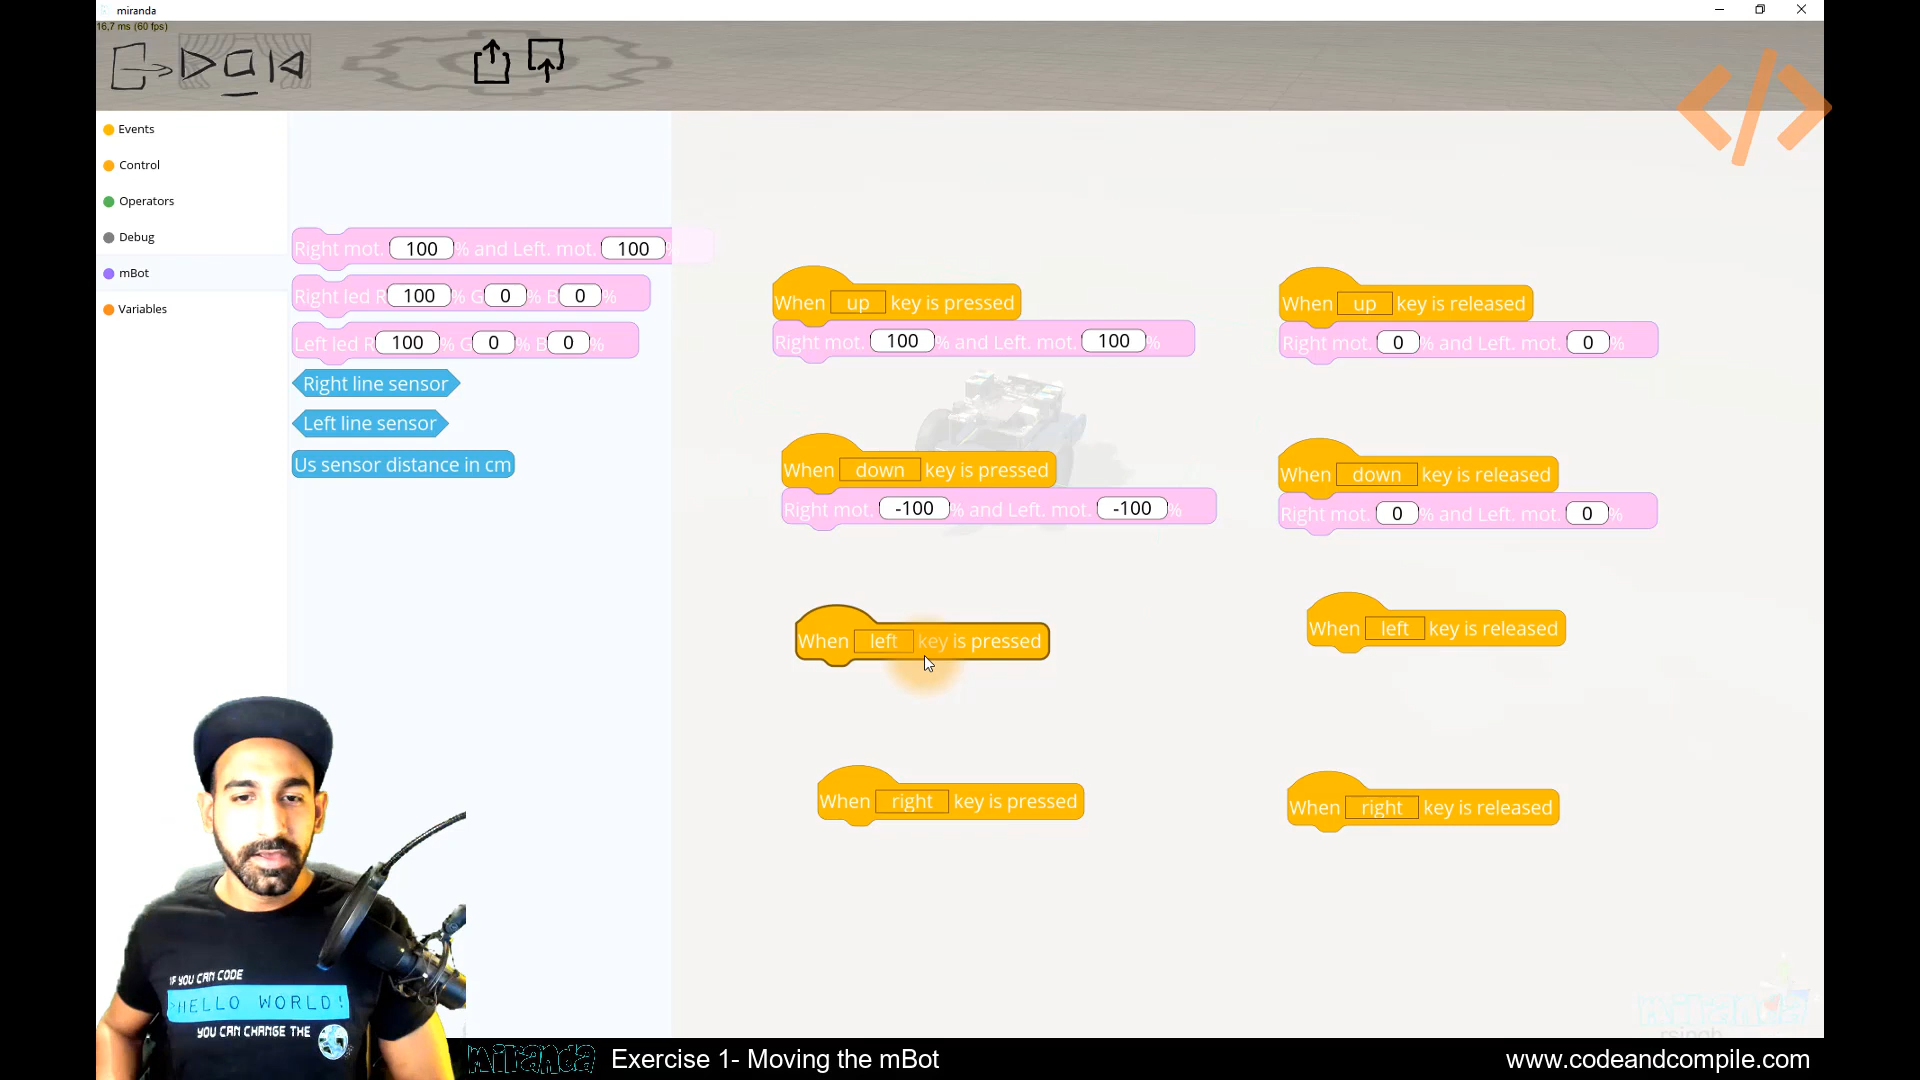 miranda
16,7 ms (60 fps)
Events
Control
Operators
Debug
mBot
Variables
Right mot. 100 % and Left. mot. 100 %
Right led R 100 % G 0 % B 0 %
Left led R 100 % G 0 % B 0 %
Right line sensor
Left line sensor
Us sensor distance in cm
When up key is pressed
Right mot. 100 % and Left. mot. 100 %
When up key is released
Right mot. 0 % and Left. mot. 0 %
When down key is pressed
Right mot. -100 % and Left. mot. -100 %
When down key is released
Right mot. 0 % and Left. mot. 0 %
When left key is pressed
When left key is released
When right key is pressed
When right key is released
IF YOU CAN CODE
>HELLO WORLD!
YOU CAN CHANGE THE
miranda
rsingh
miranda Exercise 1- Moving the mBot
www.codeandcompile.com